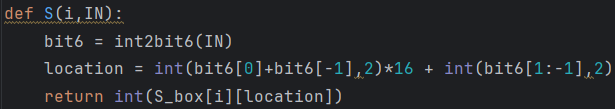 def S(i,IN):
    bit6 = int2bit6(IN)
    location = int(bit6[0]+bit6[-1],2)*16 + int(bit6[1:-1],2)
    return int(S_box[i][location])